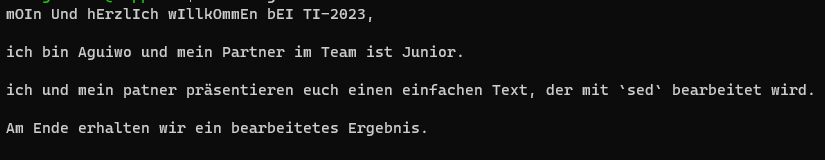 mOIn Und hErzlIch wIllkOmmEn bEI TI-2023,
ich bin Aguiwo und mein Partner im Team ist Junior.
ich und mein patner präsentieren euch einen einfachen Text, der mit `sed` bearbeitet wird.
Am Ende erhalten wir ein bearbeitetes Ergebnis.